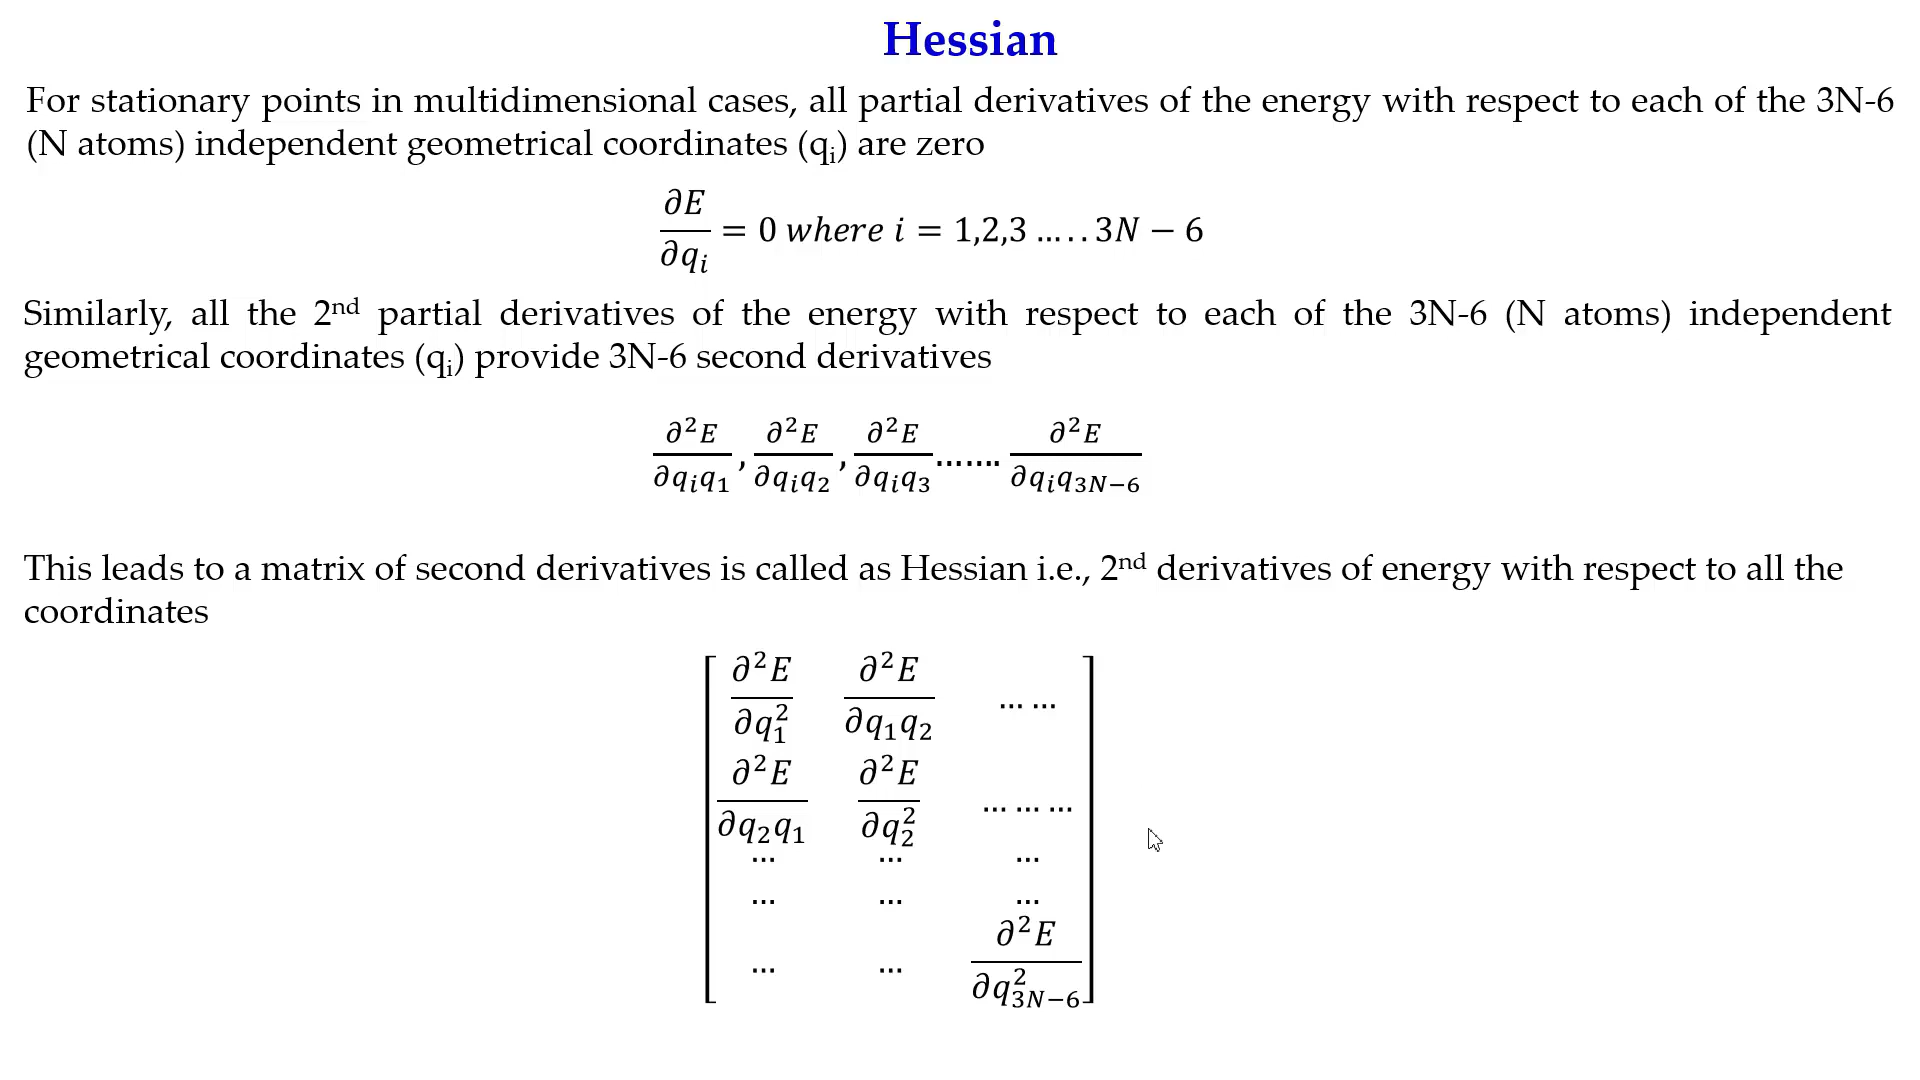 Hessian
For stationary points in multidimensional cases, all partial derivatives of the energy with respect to each of the 3N-6
(N atoms) independent geometrical coordinates (qᵢ) are zero
∂E/∂qᵢ = 0 where i = 1,2,3 ….. 3N − 6
Similarly, all the 2ⁿᵈ partial derivatives of the energy with respect to each of the 3N-6 (N atoms) independent
geometrical coordinates (qᵢ) provide 3N-6 second derivatives
∂²E/∂qᵢq₁ , ∂²E/∂qᵢq₂ , ∂²E/∂qᵢq₃ ……. ∂²E/∂qᵢq₃N₋₆
This leads to a matrix of second derivatives is called as Hessian i.e., 2ⁿᵈ derivatives of energy with respect to all the
coordinates
∂²E/∂q₁² ∂²E/∂q₁q₂ … …
∂²E/∂q₂q₁ ∂²E/∂q₂² … … …
… … …
… … …
… … ∂²E/∂q²₃N₋₆